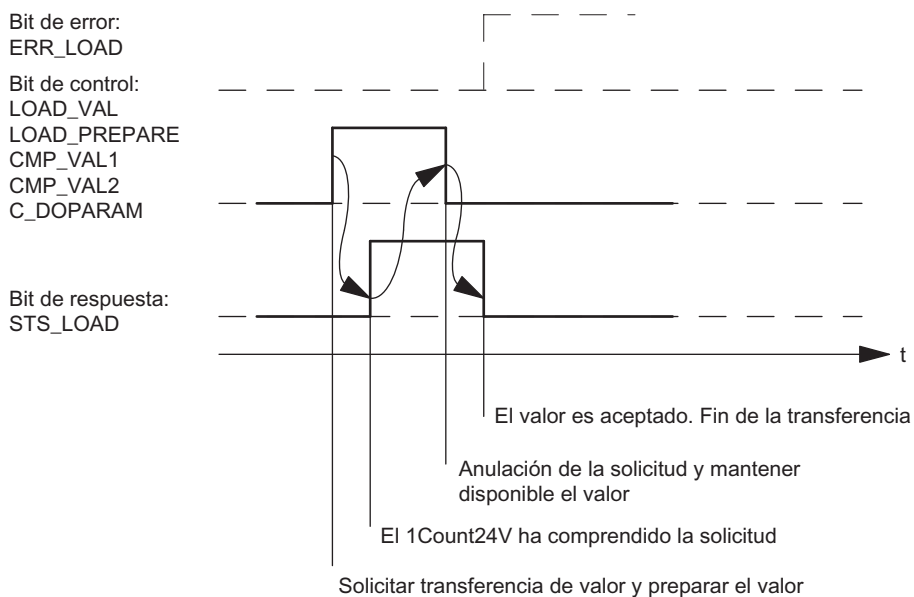 Bit de error:
ERR_LOAD
Bit de control:
LOAD_VAL
LOAD_PREPARE
CMP_VAL1
CMP_VAL2
C_DOPARAM
Bit de respuesta:
STS_LOAD
t
El valor es aceptado. Fin de la transferencia
Anulación de la solicitud y mantener
disponible el valor
El 1Count24V ha comprendido la solicitud
Solicitar transferencia de valor y preparar el valor